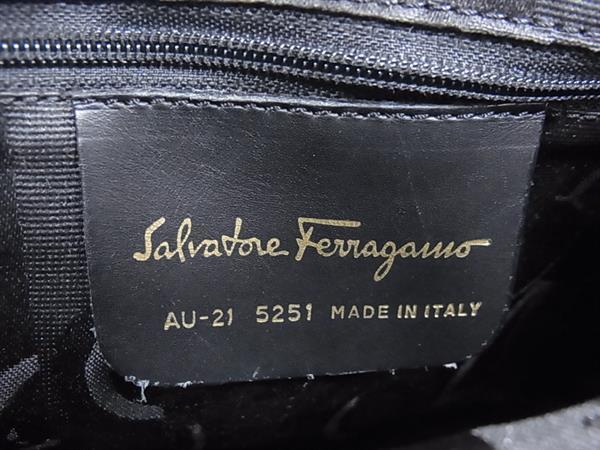 Salvatore Ferragamo
AU-21 5251 MADE IN ITALY